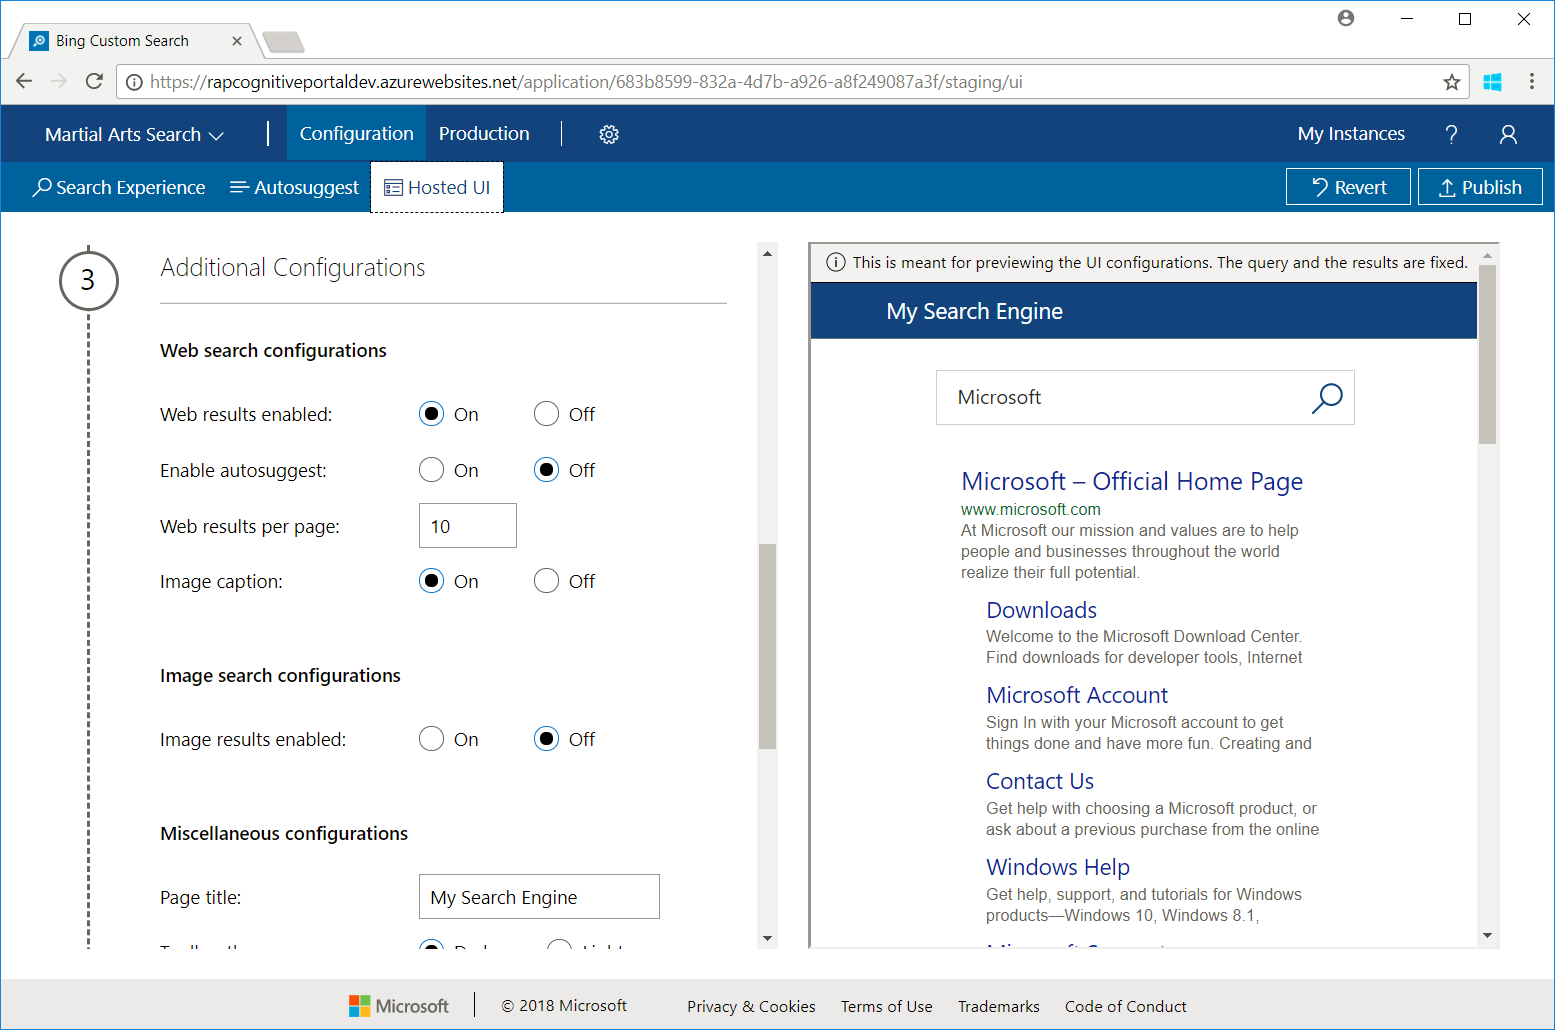 Bing Custom Search
https://rapcognitiveportaldev.azurewebsites.net/application/683b8599-832a-4d7b-a926-a8f249087a3f/staging/ui
Martial Arts Search
Configuration
Production
My Instances
?
Search Experience
Autosuggest
Hosted UI
Revert
Publish
3
Additional Configurations
Web search configurations
Web results enabled: On Off
Enable autosuggest: On Off
Web results per page: 10
Image caption: On Off
Image search configurations
Image results enabled: On Off
Miscellaneous configurations
Page title: My Search Engine
This is meant for previewing the UI configurations. The query and the results are fixed.
My Search Engine
Microsoft
Microsoft – Official Home Page
www.microsoft.com
At Microsoft our mission and values are to help
people and businesses throughout the world
realize their full potential.
Downloads
Welcome to the Microsoft Download Center.
Find downloads for developer tools, Internet
Microsoft Account
Sign In with your Microsoft account to get
things done and have more fun. Creating and
Contact Us
Get help with choosing a Microsoft product, or
ask about a previous purchase from the online
Windows Help
Get help, support, and tutorials for Windows
products—Windows 10, Windows 8.1,
Microsoft
© 2018 Microsoft
Privacy & Cookies
Terms of Use
Trademarks
Code of Conduct